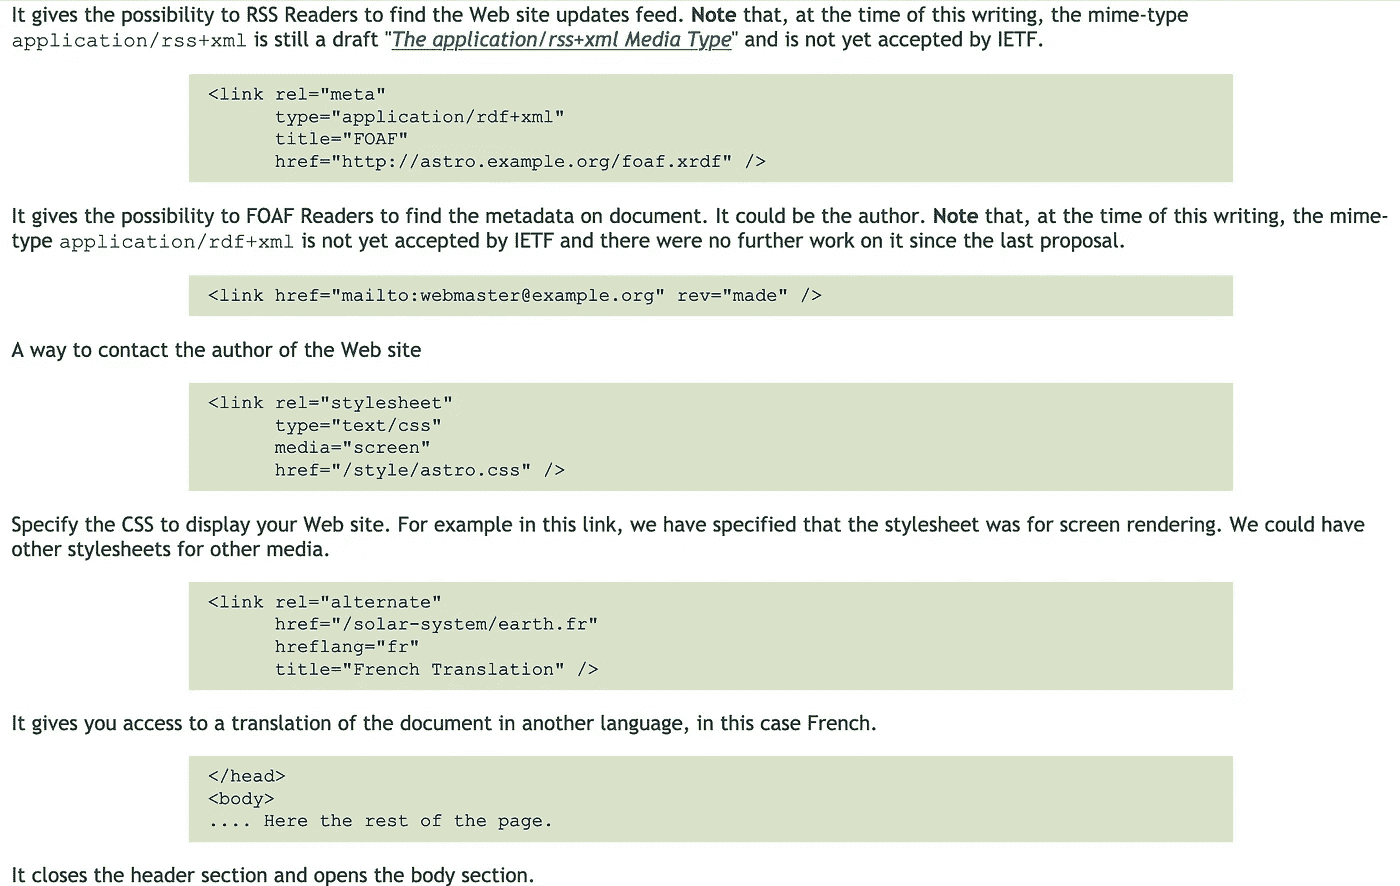 It gives the possibility to RSS Readers to find the Web site updates feed. Note that, at the time of this writing, the mime-type
application/rss+xml is still a draft "The application/rss+xml Media Type" and is not yet accepted by IETF.
<link rel="meta"
type="application/rdf+xml"
title="FOAF"
href="http://astro.example.org/foaf.xrdf" />
It gives the possibility to FOAF Readers to find the metadata on document. It could be the author. Note that, at the time of this writing, the mime-
type application/rdf+xml is not yet accepted by IETF and there were no further work on it since the last proposal.
<link href="mailto:webmaster@example.org" rev="made" />
A way to contact the author of the Web site
<link rel="stylesheet"
type="text/css"
media="screen"
href="/style/astro.css" />
Specify the CSS to display your Web site. For example in this link, we have specified that the stylesheet was for screen rendering. We could have
other stylesheets for other media.
<link rel="alternate"
href="/solar-system/earth.fr"
hreflang="fr"
title="French Translation" />
It gives you access to a translation of the document in another language, in this case French.
</head>
<body>
.... Here the rest of the page.
It closes the header section and opens the body section.